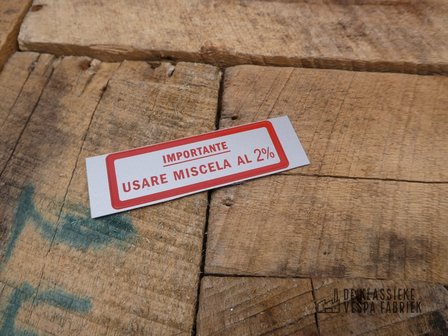 IMPORTANTE
USARE MISCELA AL 2%
DE KLASSIEKE
VESPA FABRIEK